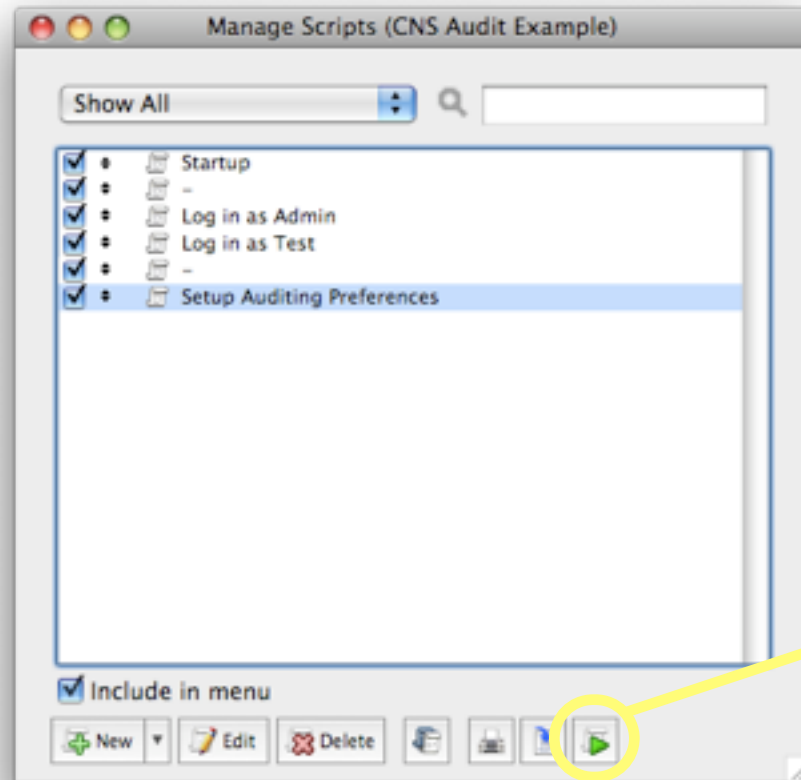 Manage Scripts (CNS Audit Example)
Show All
Startup
-
Log in as Admin
Log in as Test
-
Setup Auditing Preferences
Include in menu
New Edit Delete